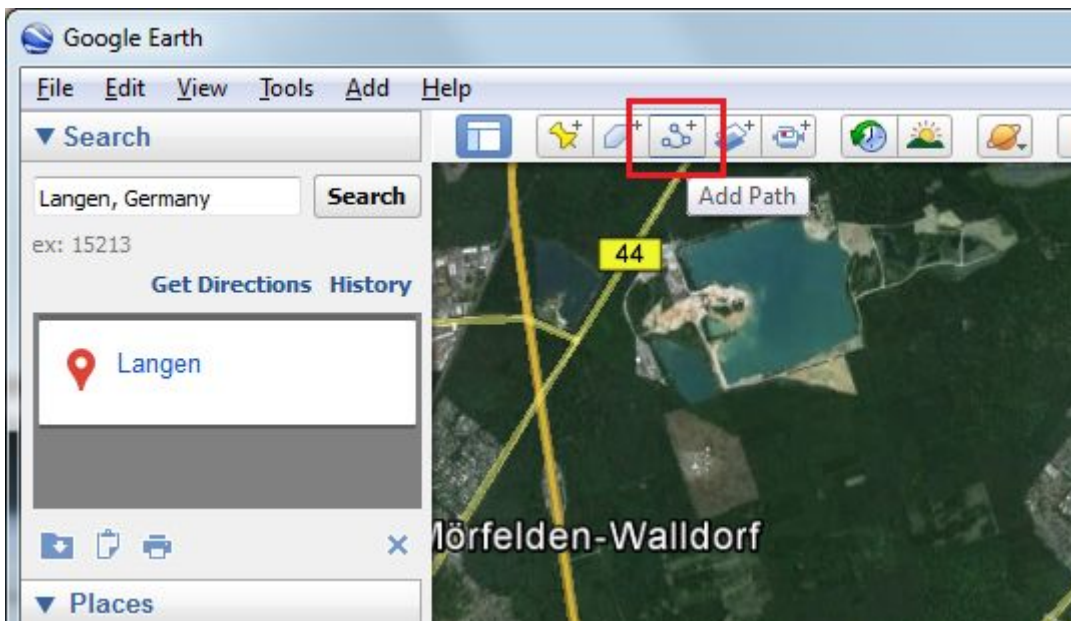 Google Earth
File Edit View Tools Add Help
Search
Langen, Germany Search
ex: 15213
Get Directions History
Langen
Places
Add Path
44
Mörfelden-Walldorf